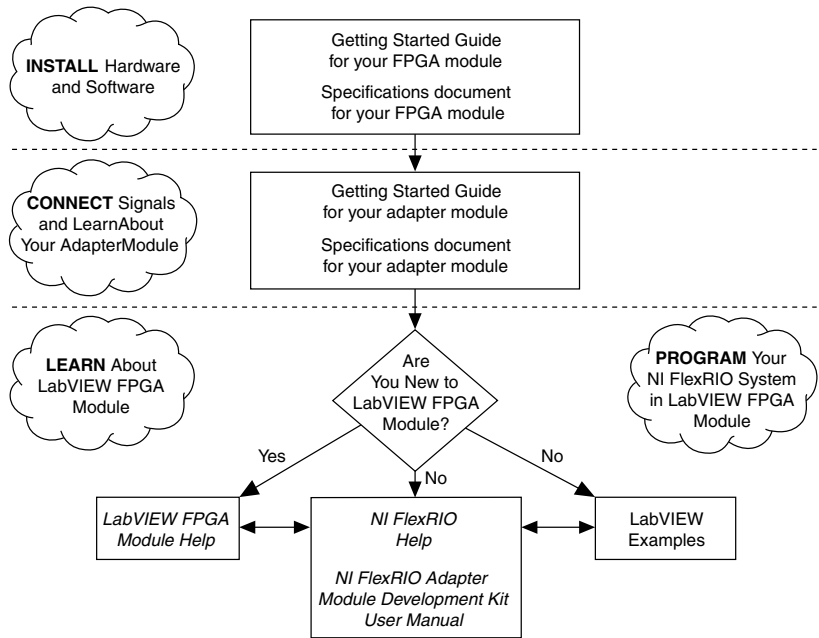 INSTALL Hardware
and Software
Getting Started Guide
for your FPGA module
Specifications document
for your FPGA module
CONNECT Signals
and LearnAbout
Your AdapterModule
Getting Started Guide
for your adapter module
Specifications document
for your adapter module
LEARN About
LabVIEW FPGA
Module
Are
You New to
LabVIEW FPGA
Module?
PROGRAM Your
NI FlexRIO System
in LabVIEW FPGA
Module
Yes
No
No
LabVIEW FPGA
Module Help
NI FlexRIO
Help
NI FlexRIO Adapter
Module Development Kit
User Manual
LabVIEW
Examples